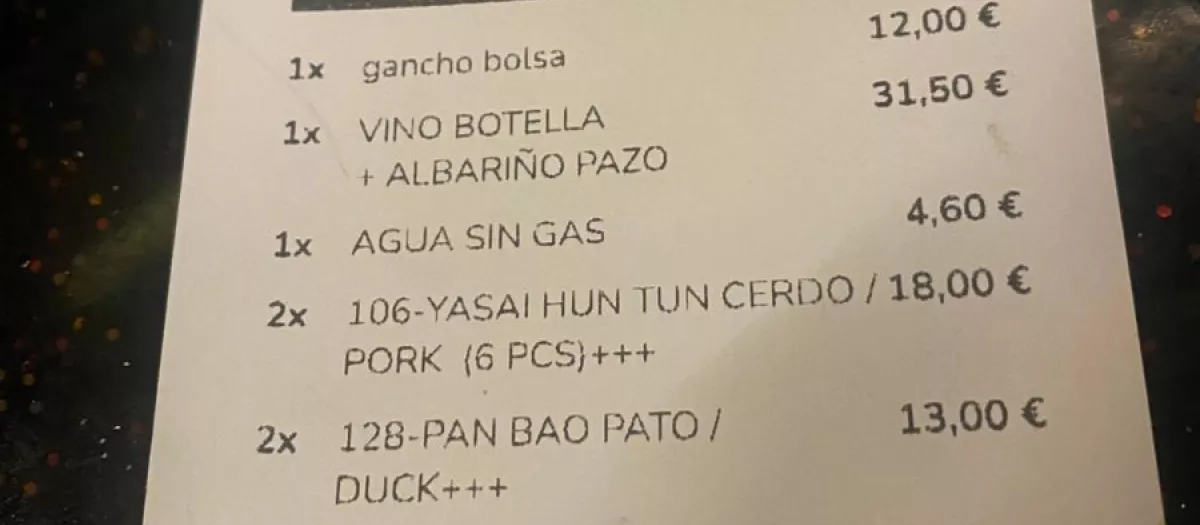 1x gancho bolsa 12,00 €
1x VINO BOTELLA 31,50 €
+ ALBARIÑO PAZO
1x AGUA SIN GAS 4,60 €
2x 106-YASAI HUN TUN CERDO / 18,00 €
PORK (6 PCS)+++
2x 128-PAN BAO PATO / 13,00 €
DUCK+++